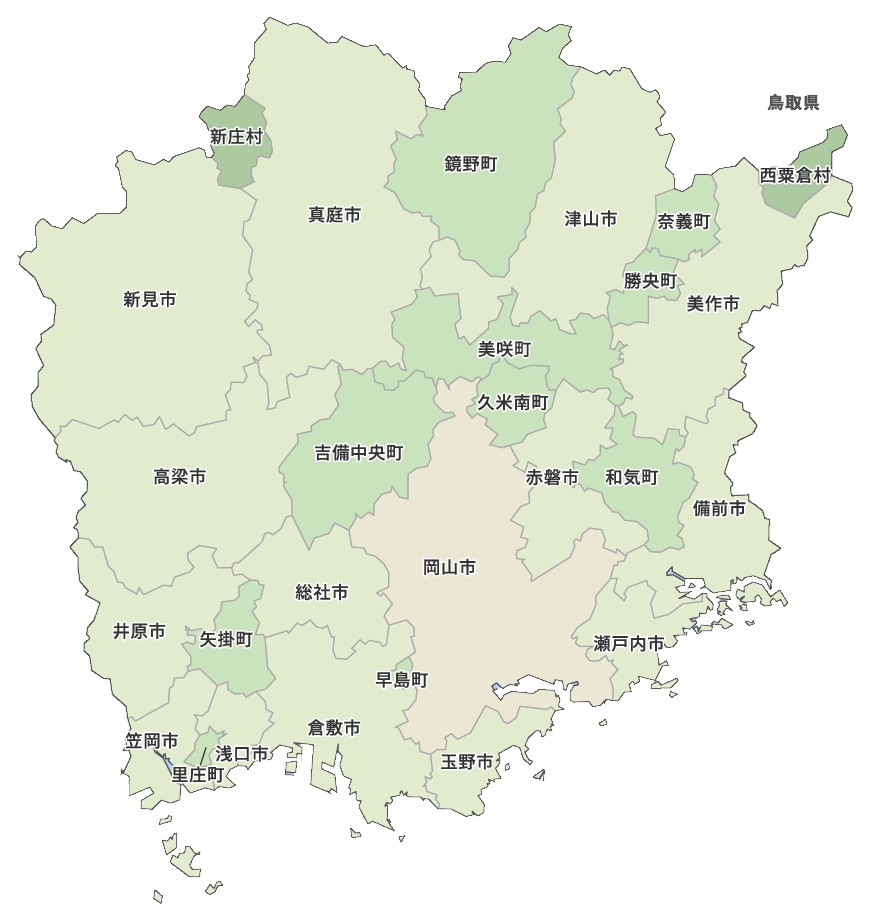 鳥取県
新庄村
鏡野町
西粟倉村
真庭市
津山市
奈義町
勝央町
新見市
美作市
美咲町
久米南町
吉備中央町
高梁市
赤磐市
和気町
備前市
岡山市
総社市
井原市
矢掛町
瀬戸内市
早島町
倉敷市
笠岡市
浅口市
玉野市
里庄町